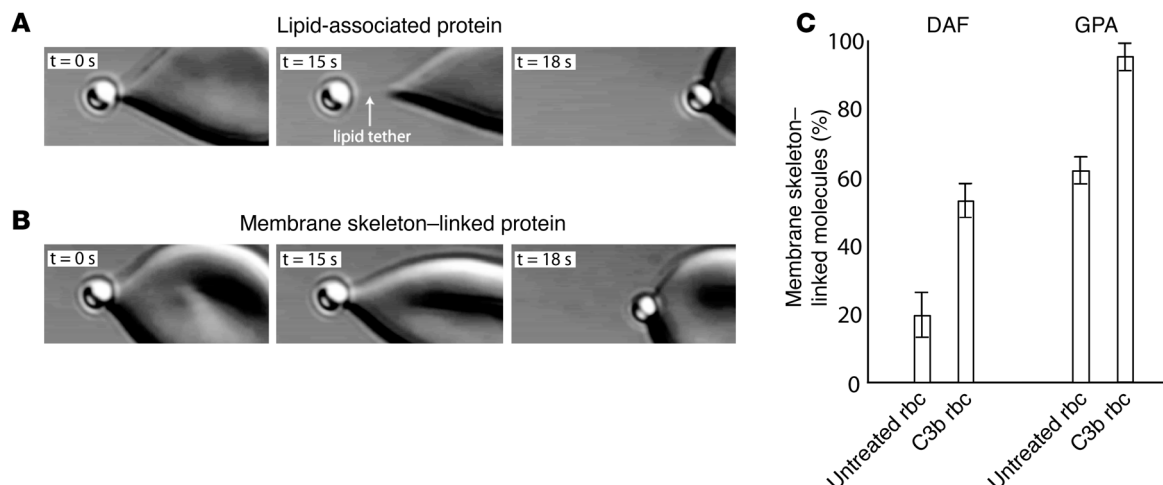 A
Lipid-associated protein
t = 0 s
t = 15 s
lipid tether
t = 18 s
B
Membrane skeleton–linked protein
t = 0 s
t = 15 s
t = 18 s
C
DAF
GPA
Membrane skeleton–
linked molecules (%)
100
80
60
40
20
0
Untreated rbc
C3b rbc
Untreated rbc
C3b rbc